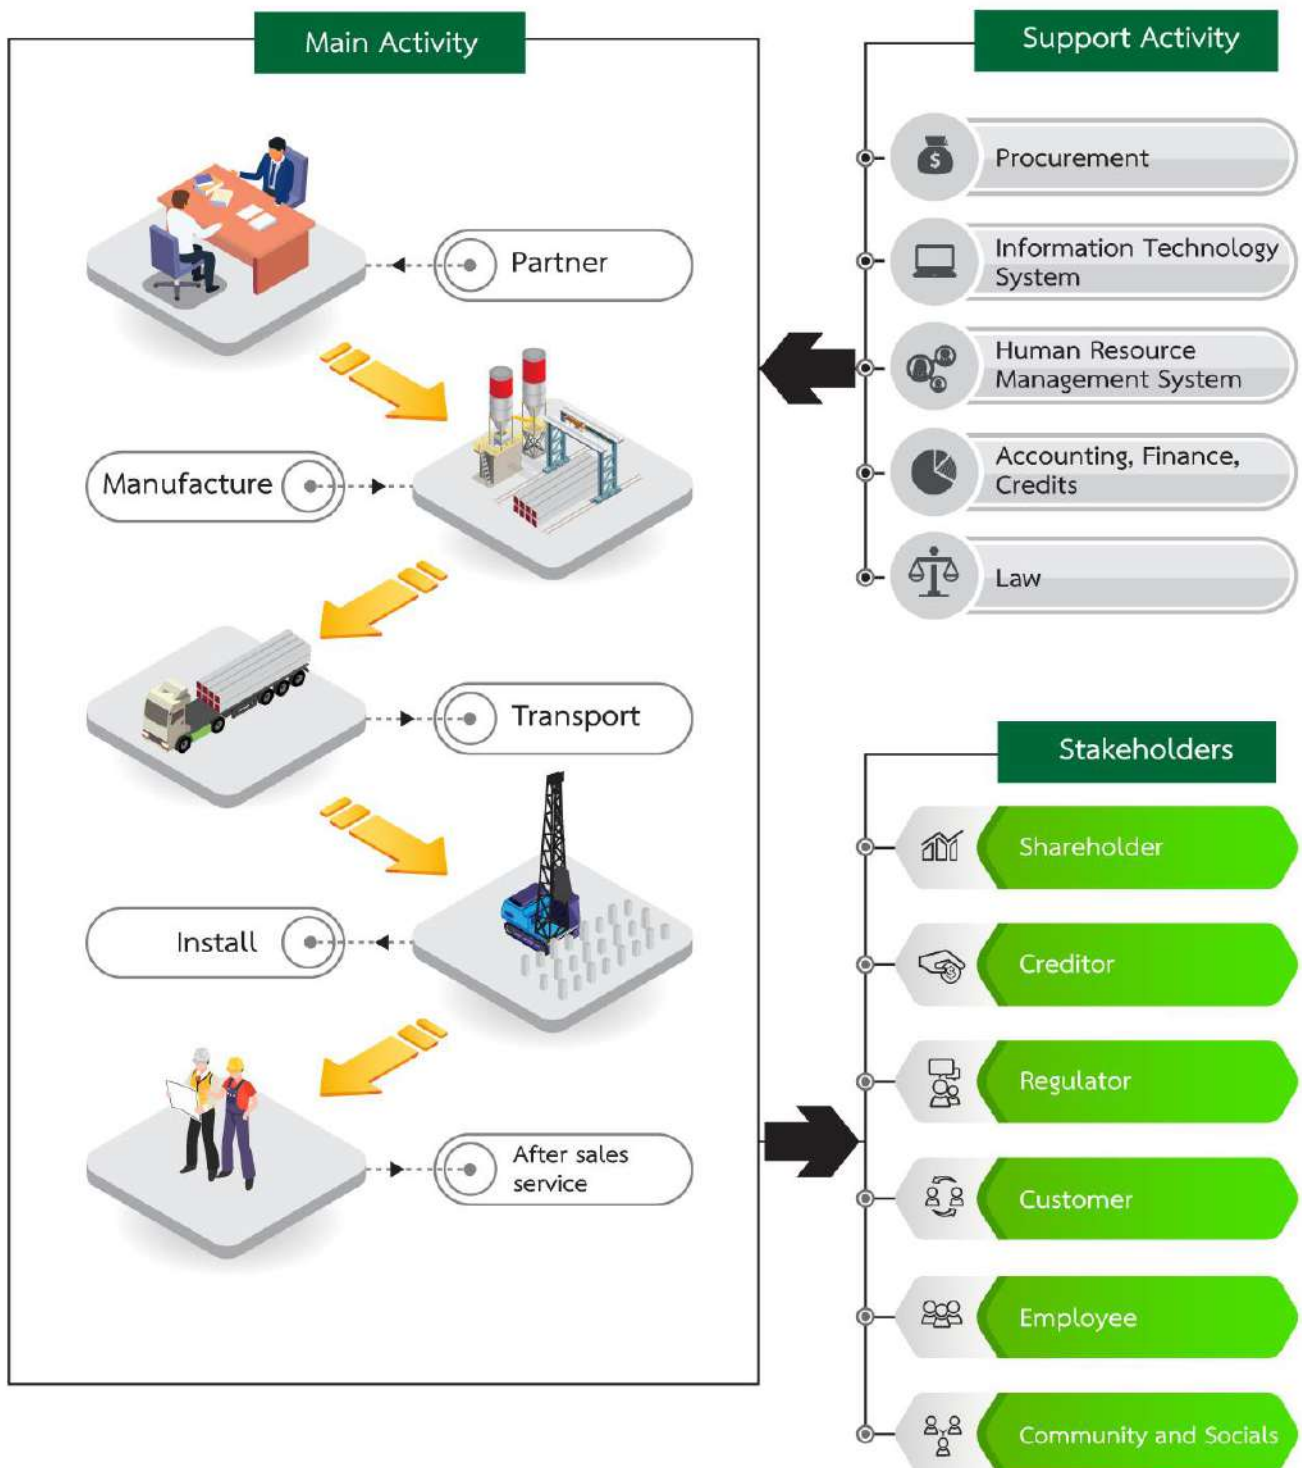 Main Activity
Partner
Manufacture
Transport
Install
After sales
service
Support Activity
$
Procurement
Information Technology
System
Human Resource
Management System
Accounting, Finance,
Credits
Law
Stakeholders
Shareholder
Creditor
Regulator
Customer
Employee
Community and Socials